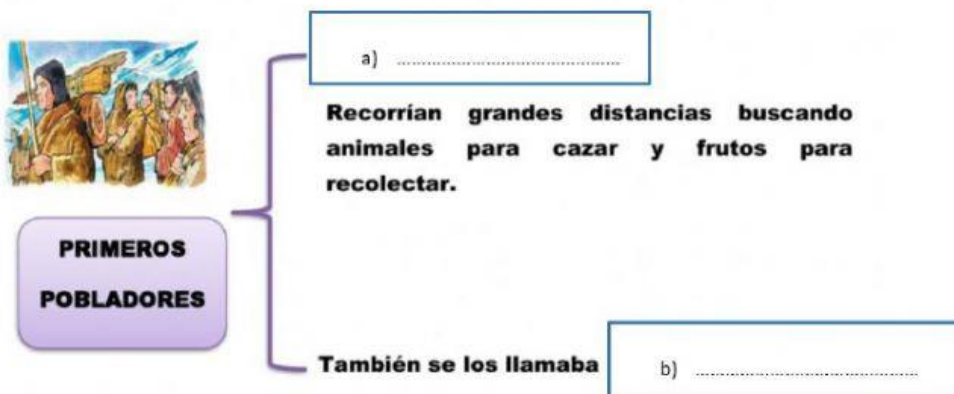 a) ..................................................
Recorrían grandes distancias buscando
animales para cazar y frutos para
recolectar.
PRIMEROS
POBLADORES
También se los llamaba
b) ..................................................